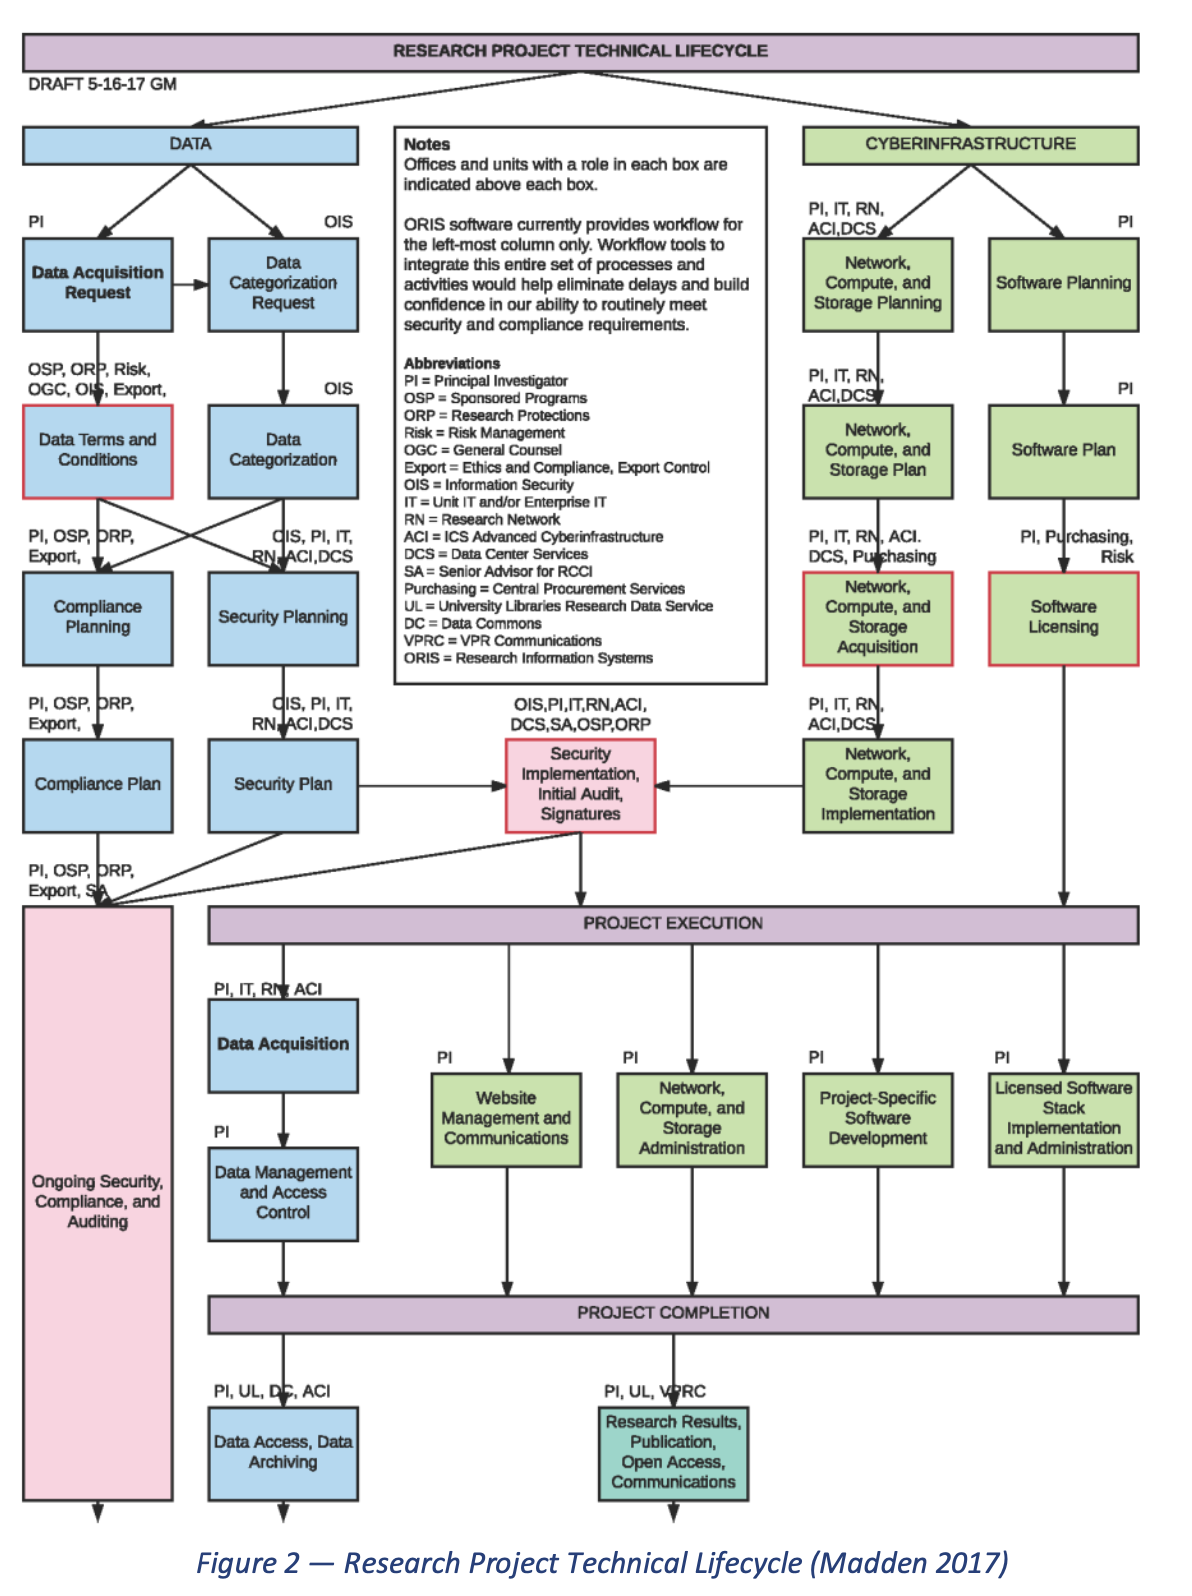 RESEARCH PROJECT TECHNICAL LIFECYCLE
DRAFT 5-16-17 GM
DATA
CYBERINFRASTRUCTURE
Notes
Offices and units with a role in each box are
indicated above each box.
ORIS software currently provides workflow for
the left-most column only. Workflow tools to
integrate this entire set of processes and
activities would help eliminate delays and build
confidence in our ability to routinely meet
security and compliance requirements.
Abbreviations
PI = Principal Investigator
OSP = Sponsored Programs
ORP = Research Protections
Risk = Risk Management
OGC = General Counsel
Export = Ethics and Compliance, Export Control
OIS = Information Security
IT = Unit IT and/or Enterprise IT
RN = Research Network
ACI = ICS Advanced Cyberinfrastructure
DCS = Data Center Services
SA = Senior Advisor for RCCI
Purchasing = Central Procurement Services
UL = University Libraries Research Data Service
DC = Data Commons
VPRC = VPR Communications
ORIS = Research Information Systems
PI
Data Acquisition
Request
OIS
Data
Categorization
Request
PI, IT, RN,
ACI,DCS
Network,
Compute, and
Storage Planning
PI
Software Planning
OSP, ORP, Risk,
OGC, OIS, Export,
Data Terms and
Conditions
OIS
Data
Categorization
PI, IT, RN,
ACI,DCS
Network,
Compute, and
Storage Plan
PI
Software Plan
PI, OSP, ORP,
Export,
Compliance
Planning
OIS, PI, IT,
RN, ACI,DCS
Security Planning
PI, IT, RN, ACI.
DCS, Purchasing
Network,
Compute, and
Storage
Acquisition
PI, Purchasing,
Risk
Software
Licensing
PI, OSP, ORP,
Export,
Compliance Plan
OIS, PI, IT,
RN, ACI,DCS
Security Plan
OIS,PI,IT,RN,ACI,
DCS,SA,OSP,ORP
Security
Implementation,
Initial Audit,
Signatures
PI, IT, RN,
ACI,DCS
Network,
Compute, and
Storage
Implementation
PI, OSP, ORP,
Export, SA
Ongoing Security,
Compliance, and
Auditing
PROJECT EXECUTION
PI, IT, RN, ACI
Data Acquisition
PI
Data Management
and Access
Control
PI
Website
Management and
Communications
PI
Network,
Compute, and
Storage
Administration
PI
Project-Specific
Software
Development
PI
Licensed Software
Stack
Implementation
and Administration
PROJECT COMPLETION
PI, UL, DC, ACI
Data Access, Data
Archiving
PI, UL, VPRC
Research Results,
Publication,
Open Access,
Communications
Figure 2 — Research Project Technical Lifecycle (Madden 2017)